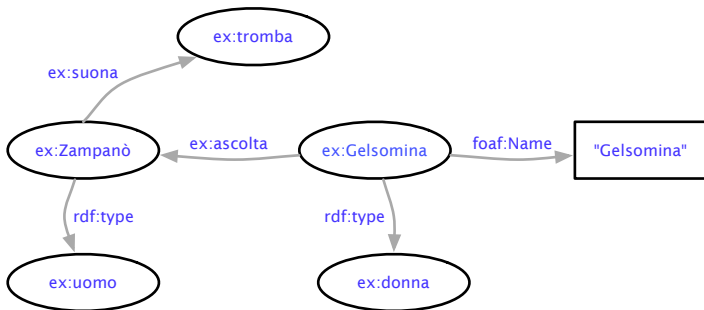 ex:tromba
ex:suona
ex:Zampanò
ex:ascolta
ex:Gelsomina
foaf:Name
"Gelsomina"
rdf:type
rdf:type
ex:uomo
ex:donna